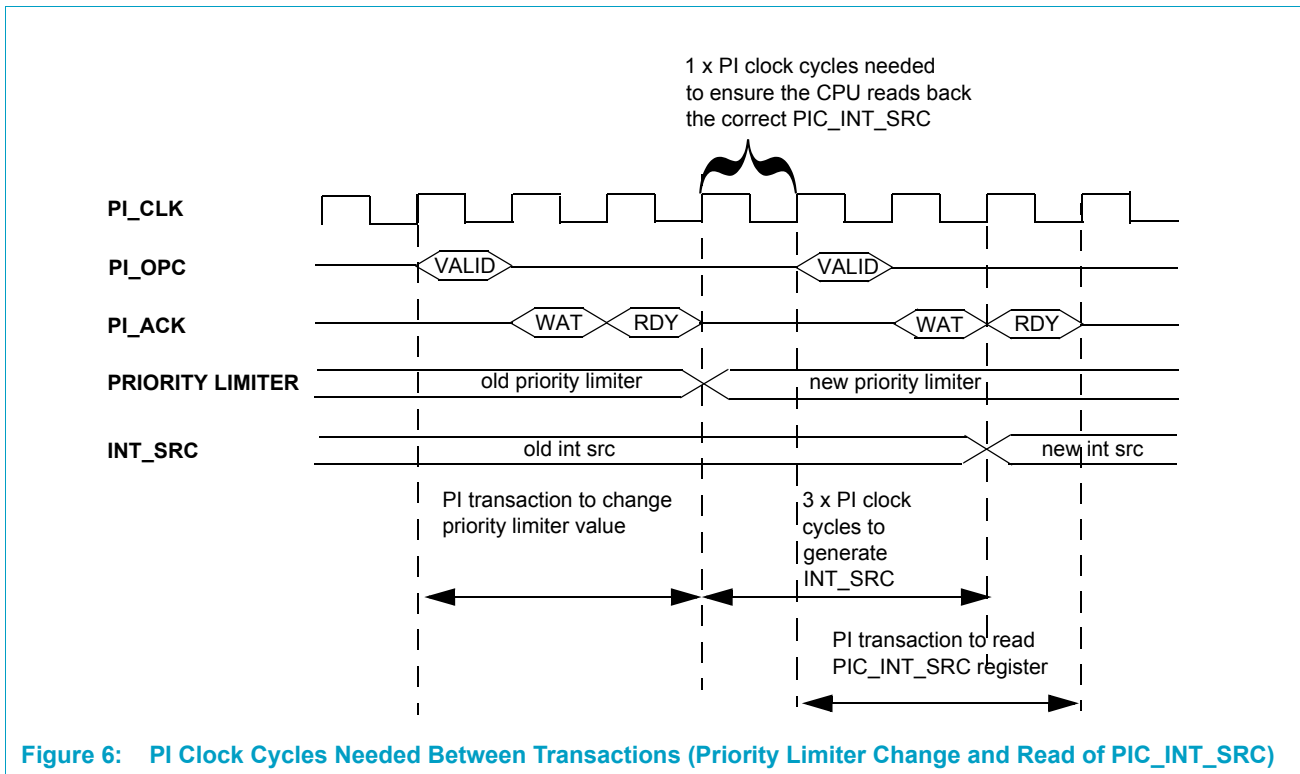 1 x PI clock cycles needed
to ensure the CPU reads back
the correct PIC_INT_SRC
PI_CLK
PI_OPC
VALID
VALID
PI_ACK
WAT
RDY
WAT
RDY
PRIORITY LIMITER
old priority limiter
new priority limiter
INT_SRC
old int src
new int src
PI transaction to change
priority limiter value
3 x PI clock
cycles to
generate
INT_SRC
PI transaction to read
PIC_INT_SRC register
Figure 6: PI Clock Cycles Needed Between Transactions (Priority Limiter Change and Read of PIC_INT_SRC)